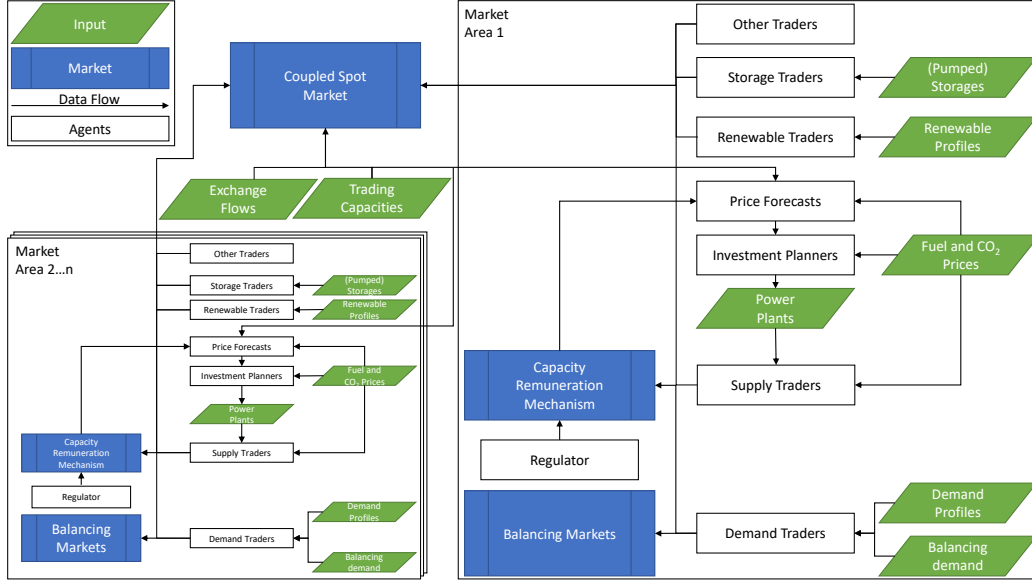 Input
Market
Data Flow
Agents
Coupled Spot
Market
Exchange
Flows
Trading
Capacities
Market
Area 1
Other Traders
Storage Traders
(Pumped)
Storages
Renewable Traders
Renewable
Profiles
Price Forecasts
Investment Planners
Fuel and CO₂
Prices
Power
Plants
Capacity
Remuneration
Mechanism
Supply Traders
Regulator
Balancing Markets
Demand Traders
Demand
Profiles
Balancing
demand
Market
Area 2...n
Other Traders
Storage Traders
(Pumped)
Storages
Renewable Traders
Renewable
Profiles
Price Forecasts
Investment Planners
Fuel and
CO₂ Prices
Power
Plants
Capacity
Remuneration
Mechanism
Supply Traders
Regulator
Balancing
Markets
Demand Traders
Demand
Profiles
Balancing
demand